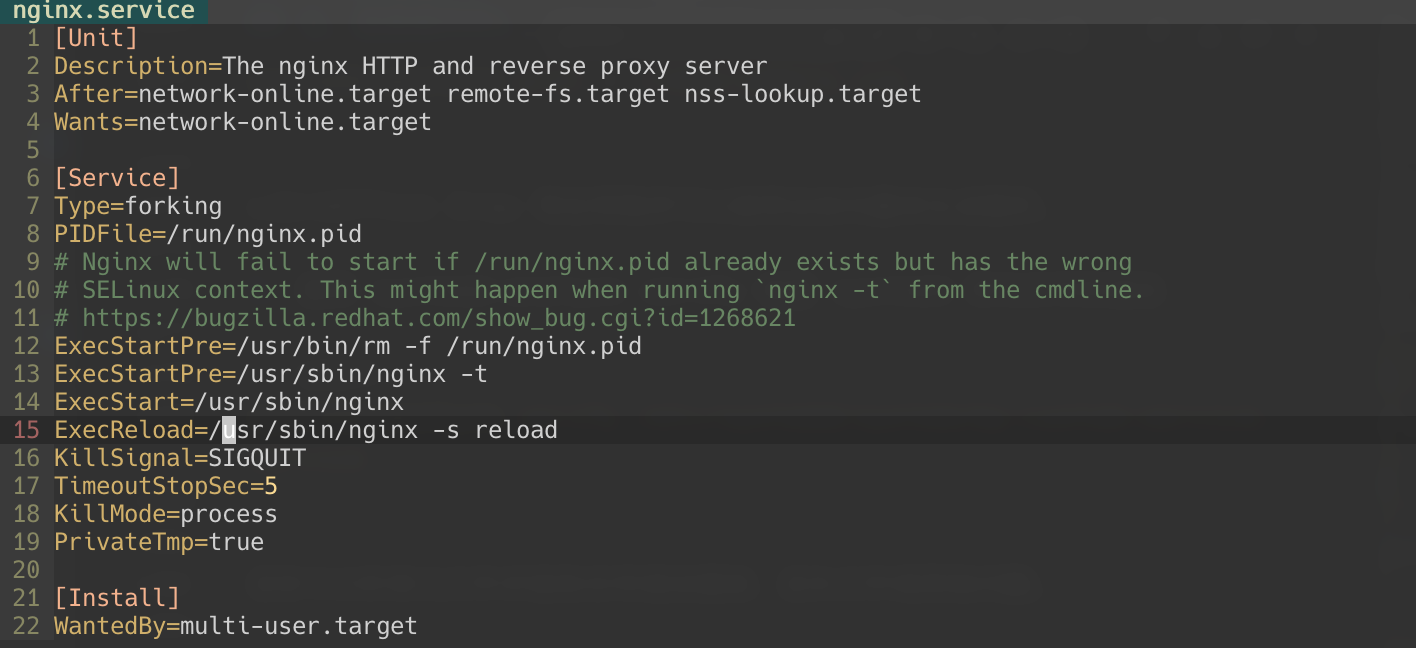 nginx.service
1 [Unit]
2 Description=The nginx HTTP and reverse proxy server
3 After=network-online.target remote-fs.target nss-lookup.target
4 Wants=network-online.target
5
6 [Service]
7 Type=forking
8 PIDFile=/run/nginx.pid
9 # Nginx will fail to start if /run/nginx.pid already exists but has the wrong
10 # SELinux context. This might happen when running `nginx -t` from the cmdline.
11 # https://bugzilla.redhat.com/show_bug.cgi?id=1268621
12 ExecStartPre=/usr/bin/rm -f /run/nginx.pid
13 ExecStartPre=/usr/sbin/nginx -t
14 ExecStart=/usr/sbin/nginx
15 ExecReload=/usr/sbin/nginx -s reload
16 KillSignal=SIGQUIT
17 TimeoutStopSec=5
18 KillMode=process
19 PrivateTmp=true
20
21 [Install]
22 WantedBy=multi-user.target